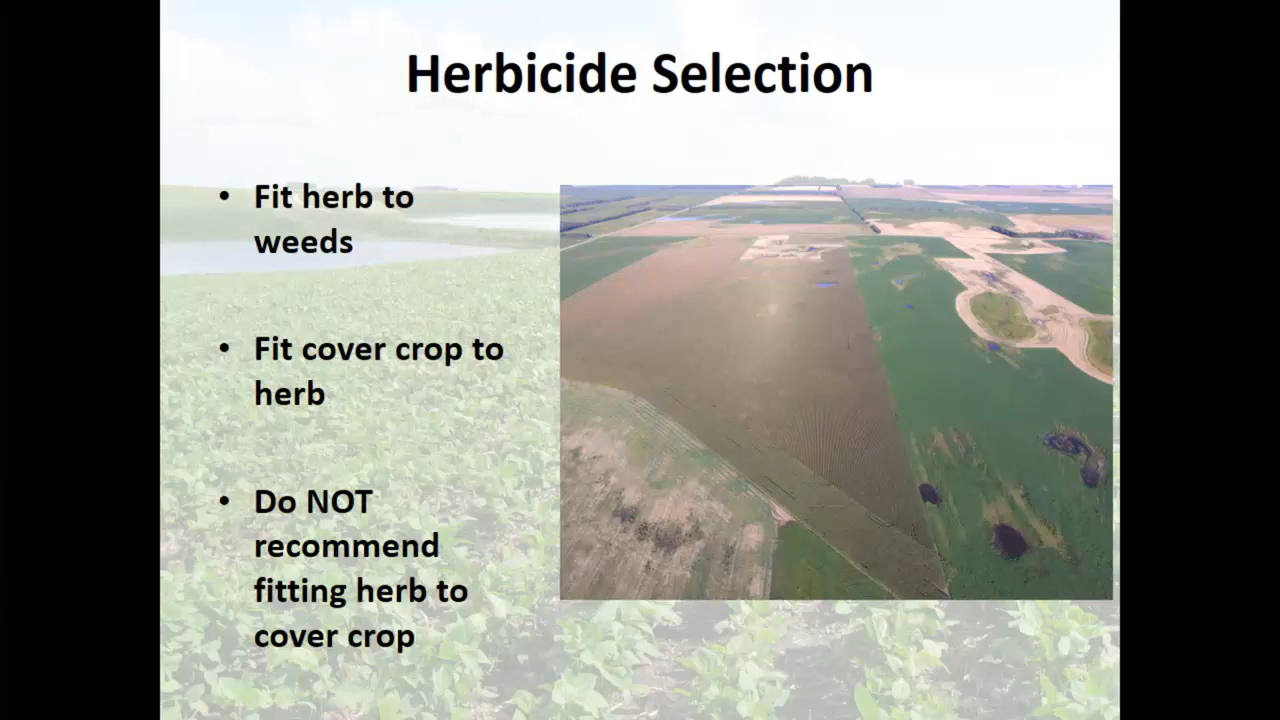 Herbicide Selection
• Fit herb to
weeds
• Fit cover crop to
herb
• Do NOT
recommend
fitting herb to
cover crop